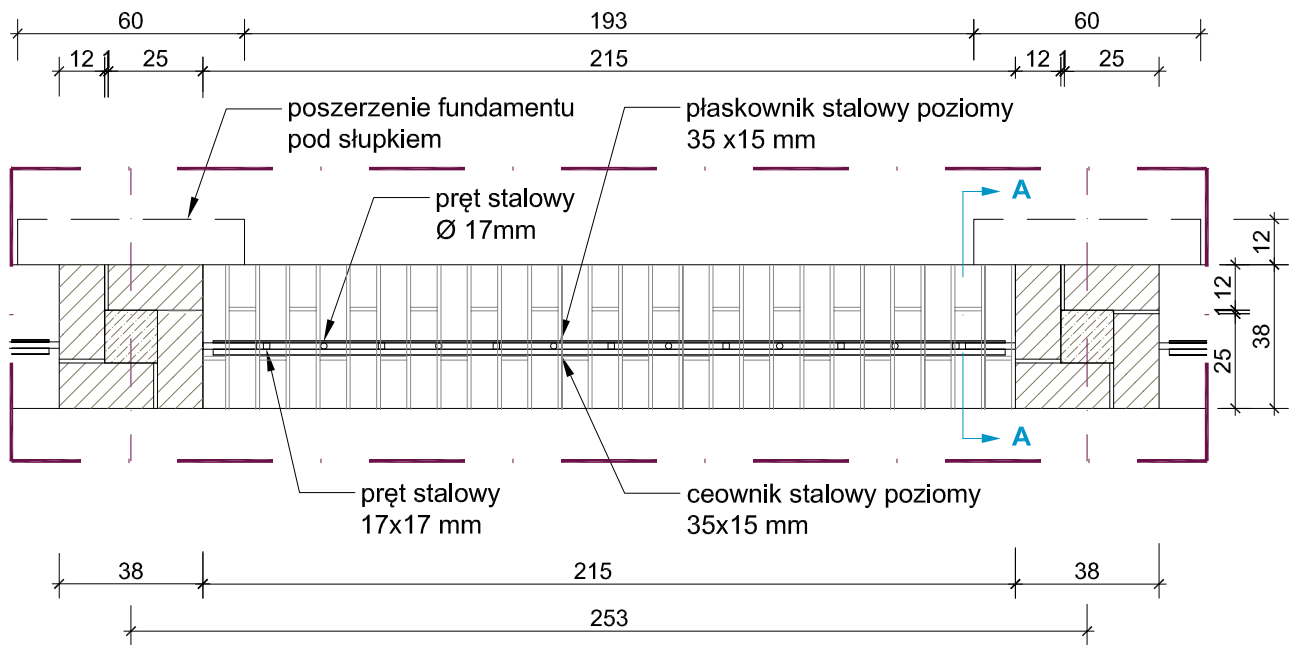 60
193
60
12
1
25
215
12
1
25
poszerzenie fundamentu
pod słupkiem
płaskownik stalowy poziomy
35 x15 mm
pręt stalowy
Ø 17mm
A
12
12
1
25
38
A
pręt stalowy
17x17 mm
ceownik stalowy poziomy
35x15 mm
38
215
38
253